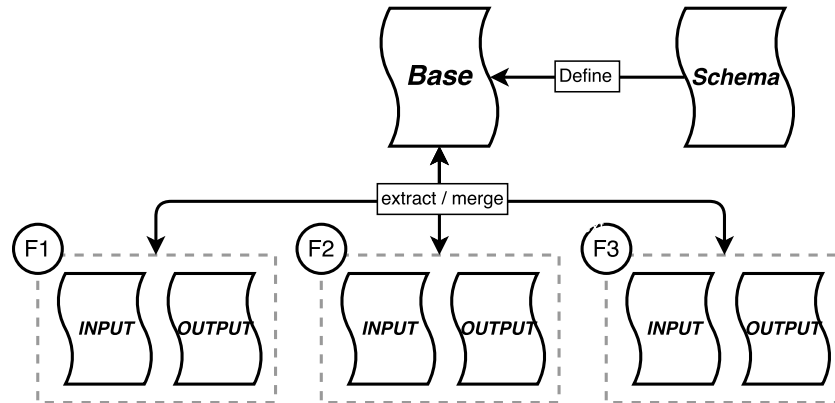 Base
Define
Schema
extract / merge
F1
F2
F3
INPUT
OUTPUT
INPUT
OUTPUT
INPUT
OUTPUT